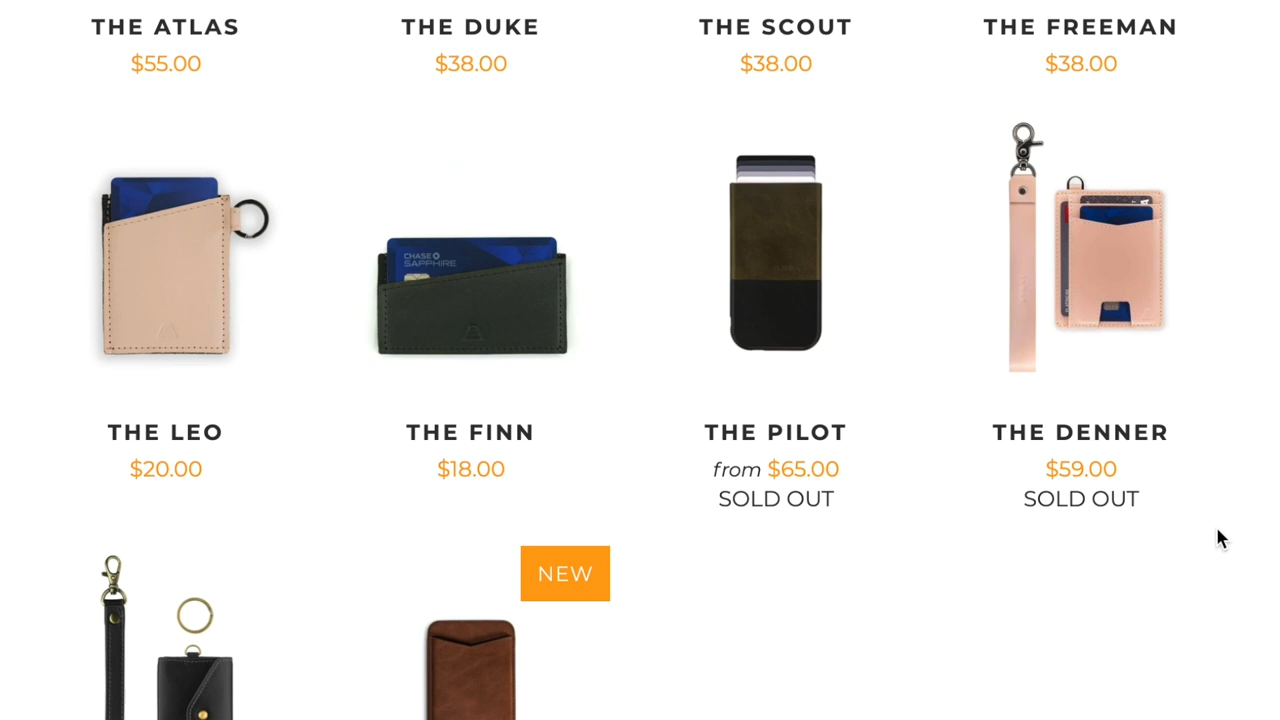 THE ATLAS
THE DUKE
THE SCOUT
THE FREEMAN
$55.00
$38.00
$38.00
$38.00
CHASE
SAPPHIRE
THE LEO
THE FINN
THE PILOT
THE DENNER
$20.00
$18.00
from $65.00
$59.00
SOLD OUT
SOLD OUT
NEW